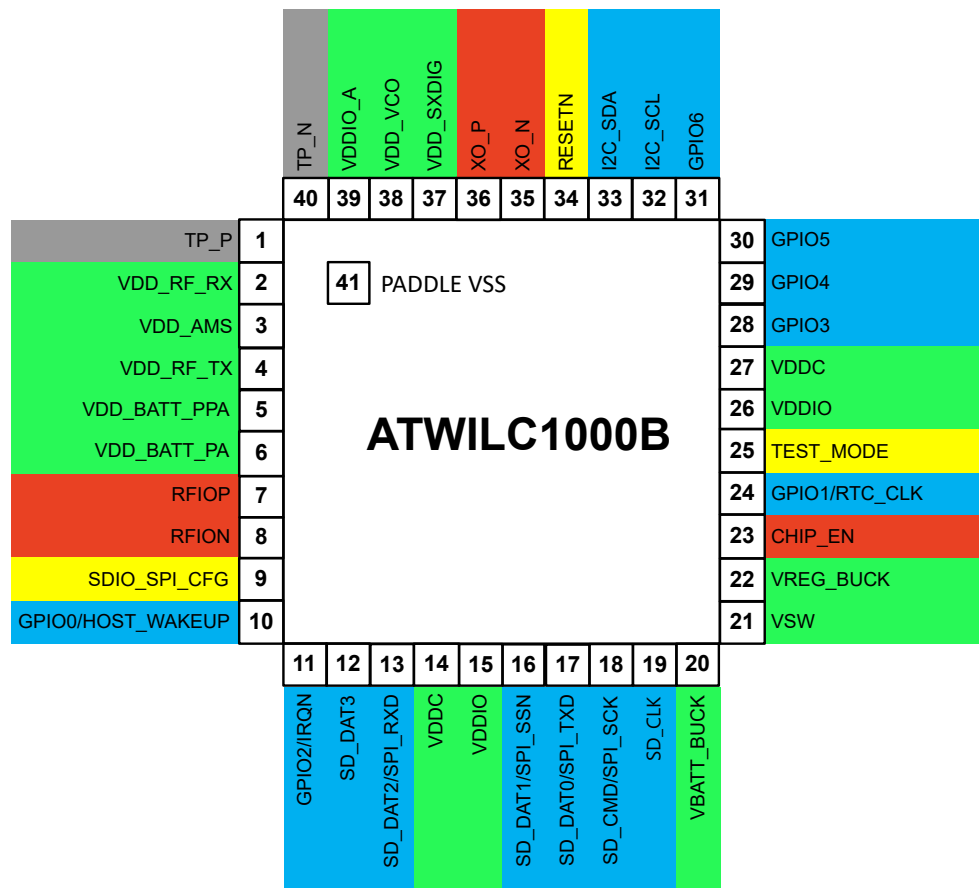 TP_N
VDDIO_A
VDD_VCO
VDD_SXDIG
XO_P
XO_N
RESETN
I2C_SDA
I2C_SCL
GPIO6
40 39 38 37 36 35 34 33 32 31
TP_P 1
VDD_RF_RX 2
VDD_AMS 3
VDD_RF_TX 4
VDD_BATT_PPA 5
VDD_BATT_PA 6
RFIOP 7
RFION 8
SDIO_SPI_CFG 9
GPIO0/HOST_WAKEUP 10
41 PADDLE VSS
ATWILC1000B
30 GPIO5
29 GPIO4
28 GPIO3
27 VDDC
26 VDDIO
25 TEST_MODE
24 GPIO1/RTC_CLK
23 CHIP_EN
22 VREG_BUCK
21 VSW
11 12 13 14 15 16 17 18 19 20
GPIO2/IRQN
SD_DAT3
SD_DAT2/SPI_RXD
VDDC
VDDIO
SD_DAT1/SPI_SSN
SD_DAT0/SPI_TXD
SD_CMD/SPI_SCK
SD_CLK
VBATT_BUCK